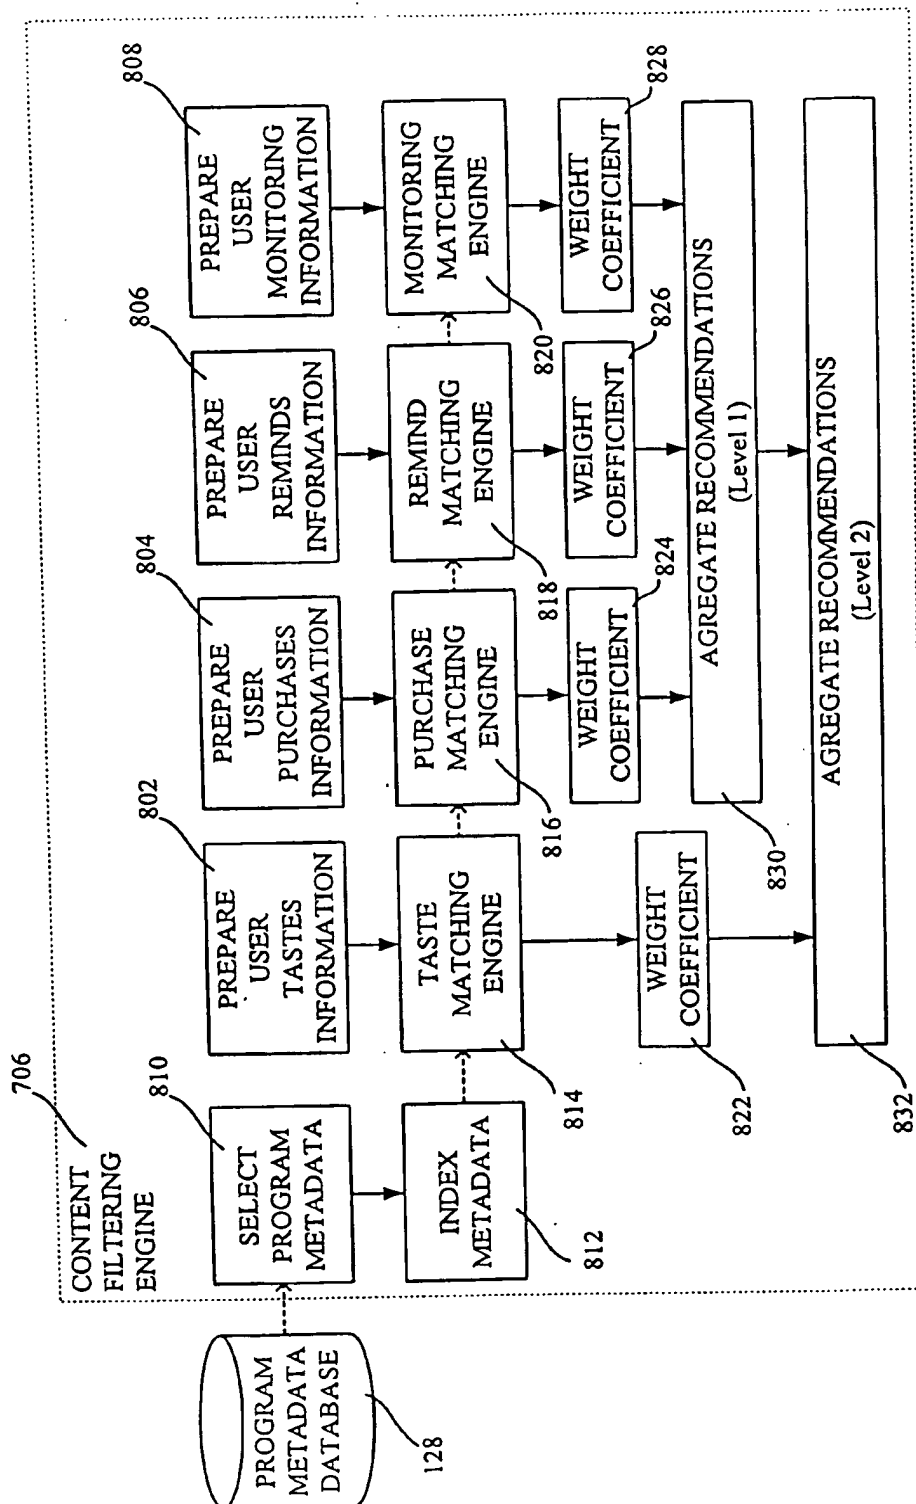 706
CONTENT
FILTERING
ENGINE
PROGRAM
METADATA
DATABASE
128
810
SELECT
PROGRAM
METADATA
INDEX
METADATA
812
802
PREPARE
USER
TASTES
INFORMATION
TASTE
MATCHING
ENGINE
814
WEIGHT
COEFFICIENT
822
804
PREPARE
USER
PURCHASES
INFORMATION
PURCHASE
MATCHING
ENGINE
816
WEIGHT
COEFFICIENT
824
806
PREPARE
USER
REMINDS
INFORMATION
REMIND
MATCHING
ENGINE
818
WEIGHT
COEFFICIENT
826
808
PREPARE
USER
MONITORING
INFORMATION
MONITORING
MATCHING
ENGINE
820
WEIGHT
COEFFICIENT
828
AGREGATE RECOMMENDATIONS
(Level 1)
830
AGREGATE RECOMMENDATIONS
(Level 2)
832